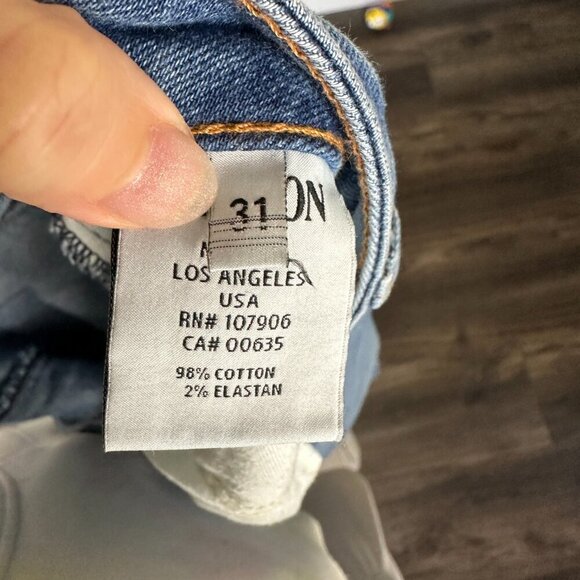 31
ON
LOS ANGELES
USA
RN# 107906
CA# 00635
98% COTTON
2% ELASTAN